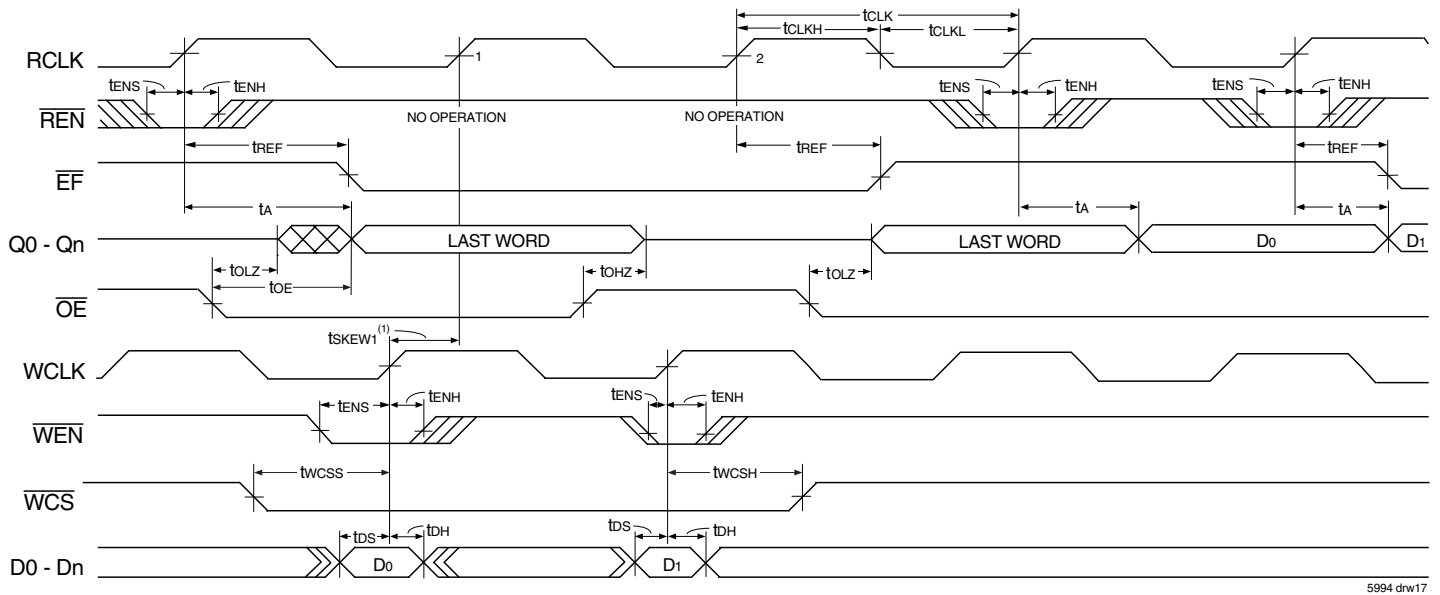 tCLK
tCLKH tCLKL
RCLK 1 2
tENS tENH tENS tENH tENS tENH
REN
NO OPERATION NO OPERATION
tREF tREF tREF
EF
tA tA tA
Q0 - Qn LAST WORD LAST WORD D0 D1
tOLZ tOHZ tOLZ
tOE
OE
tSKEW1(1)
WCLK
tENS tENH tENS tENH
WEN
tWCSS tWCSH
WCS
tDS tDH tDS tDH
D0 - Dn D0 D1
5994 drw17